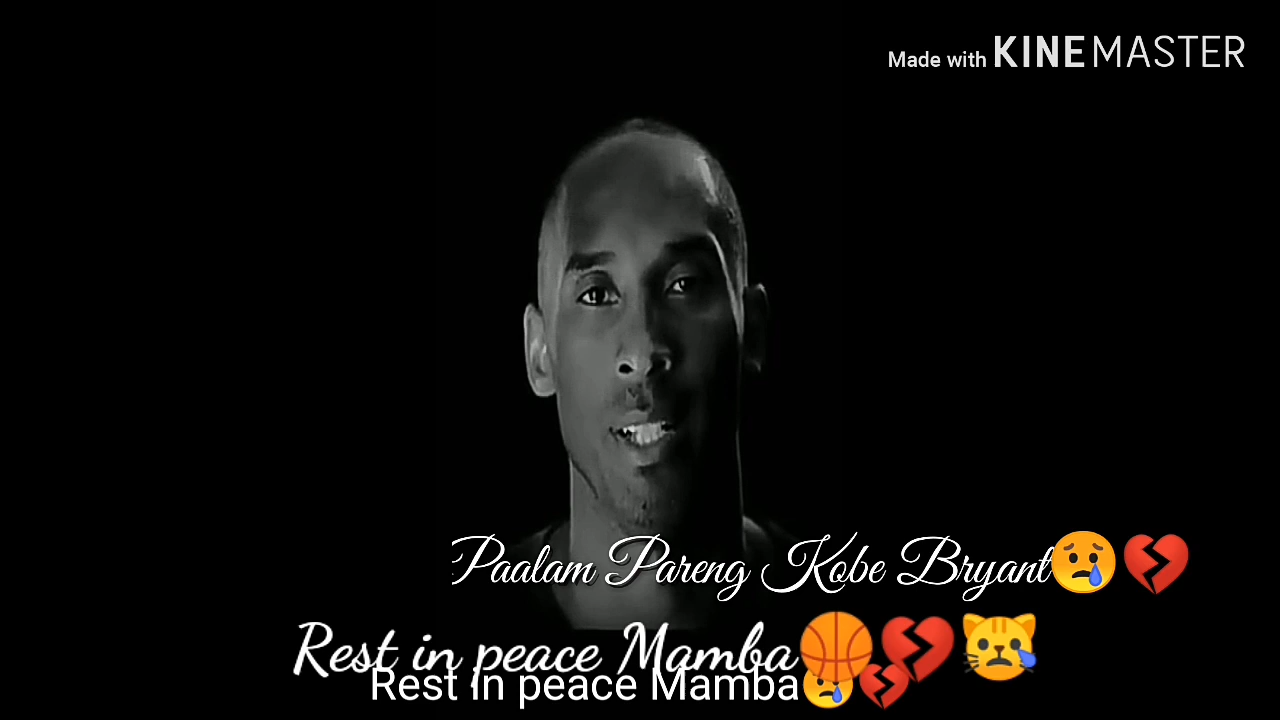 Made with KINEMASTER
Paalam Pareng Kobe Bryant😢💔
Rest in peace Mamba🏀💔😿
Rest in peace Mamba😢💔